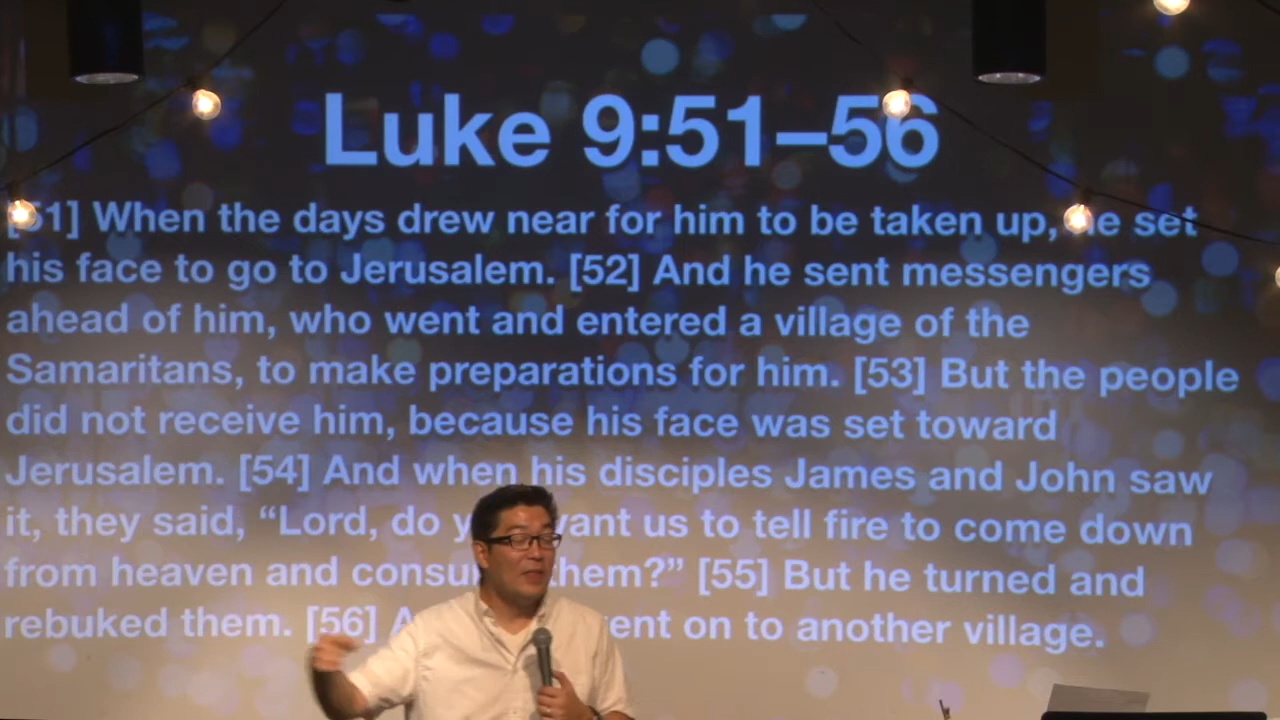 Luke 9:51–56
[51] When the days drew near for him to be taken up, he set
his face to go to Jerusalem. [52] And he sent messengers
ahead of him, who went and entered a village of the
Samaritans, to make preparations for him. [53] But the people
did not receive him, because his face was set toward
Jerusalem. [54] And when his disciples James and John saw
it, they said, “Lord, do want us to tell fire to come down
from heaven and them?” [55] But he turned and
rebuked them. [56] went on to another village.